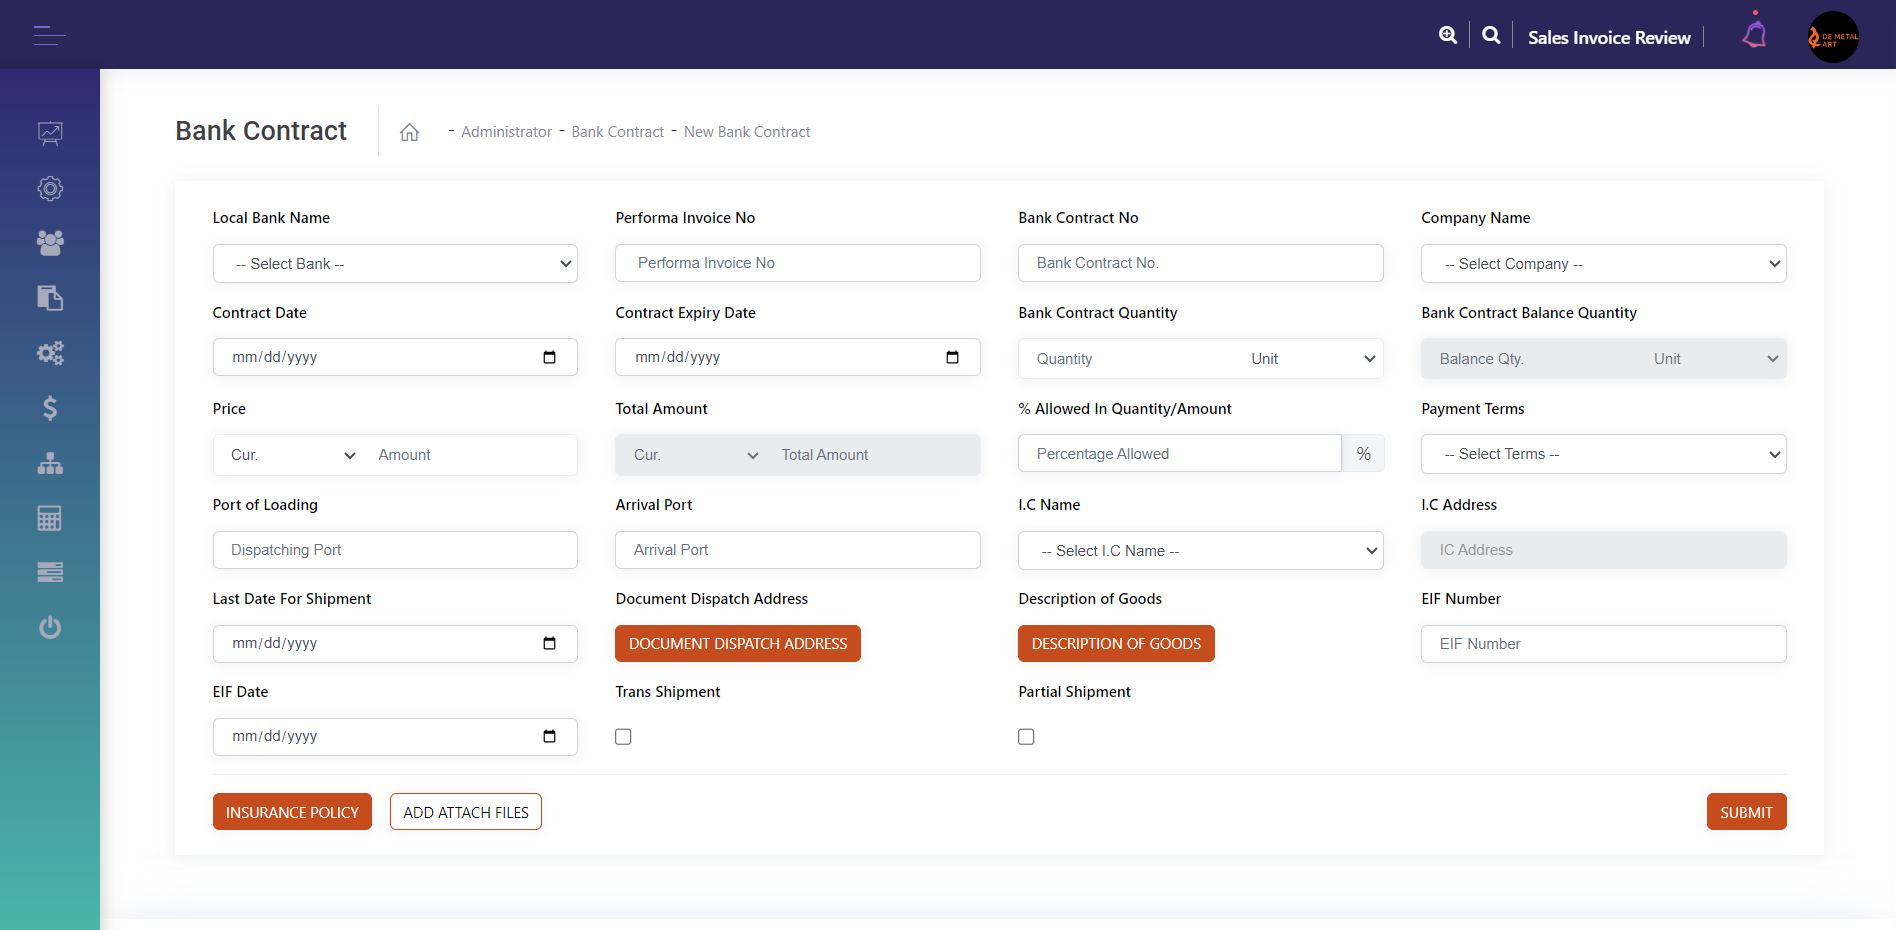 Sales Invoice Review
DE METAL
ART
Bank Contract
- Administrator - Bank Contract - New Bank Contract
Local Bank Name
Performa Invoice No
Bank Contract No
Company Name
-- Select Bank --
Performa Invoice No
Bank Contract No.
-- Select Company --
Contract Date
Contract Expiry Date
Bank Contract Quantity
Bank Contract Balance Quantity
mm/dd/yyyy
mm/dd/yyyy
Quantity Unit
Balance Qty. Unit
Price
Total Amount
% Allowed In Quantity/Amount
Payment Terms
Cur. Amount
Cur. Total Amount
Percentage Allowed %
-- Select Terms --
Port of Loading
Arrival Port
I.C Name
I.C Address
Dispatching Port
Arrival Port
-- Select I.C Name --
IC Address
Last Date For Shipment
Document Dispatch Address
Description of Goods
EIF Number
mm/dd/yyyy
DOCUMENT DISPATCH ADDRESS
DESCRIPTION OF GOODS
EIF Number
EIF Date
Trans Shipment
Partial Shipment
mm/dd/yyyy
INSURANCE POLICY
ADD ATTACH FILES
SUBMIT